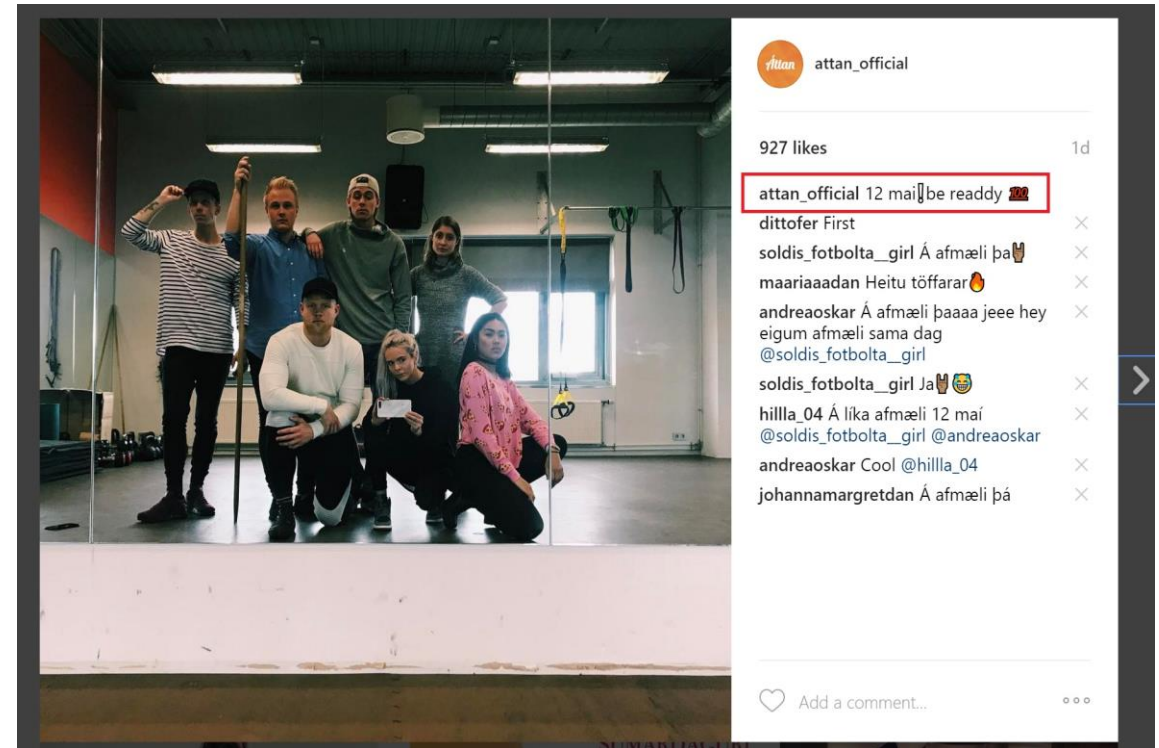 Áttan
attan_official
927 likes 1d
attan_official 12 mai❕be readdy 💯
dittofer First
soldis_fotbolta__girl Á afmæli þa🤘
maariaaadan Heitu töffarar🔥
andreaoskar Á afmæli þaaaa jeee hey
eigum afmæli sama dag
@soldis_fotbolta__girl
soldis_fotbolta__girl Ja🤘😹
hillla_04 Á líka afmæli 12 maí
@soldis_fotbolta__girl @andreaoskar
andreaoskar Cool @hillla_04
johannamargretdan Á afmæli þá
Add a comment...